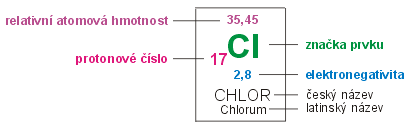 relativní atomová hmotnost
35,45
Cl
značka prvku
protonové číslo
17
2,8
elektronegativita
CHLOR
český název
Chlorum
latinský název